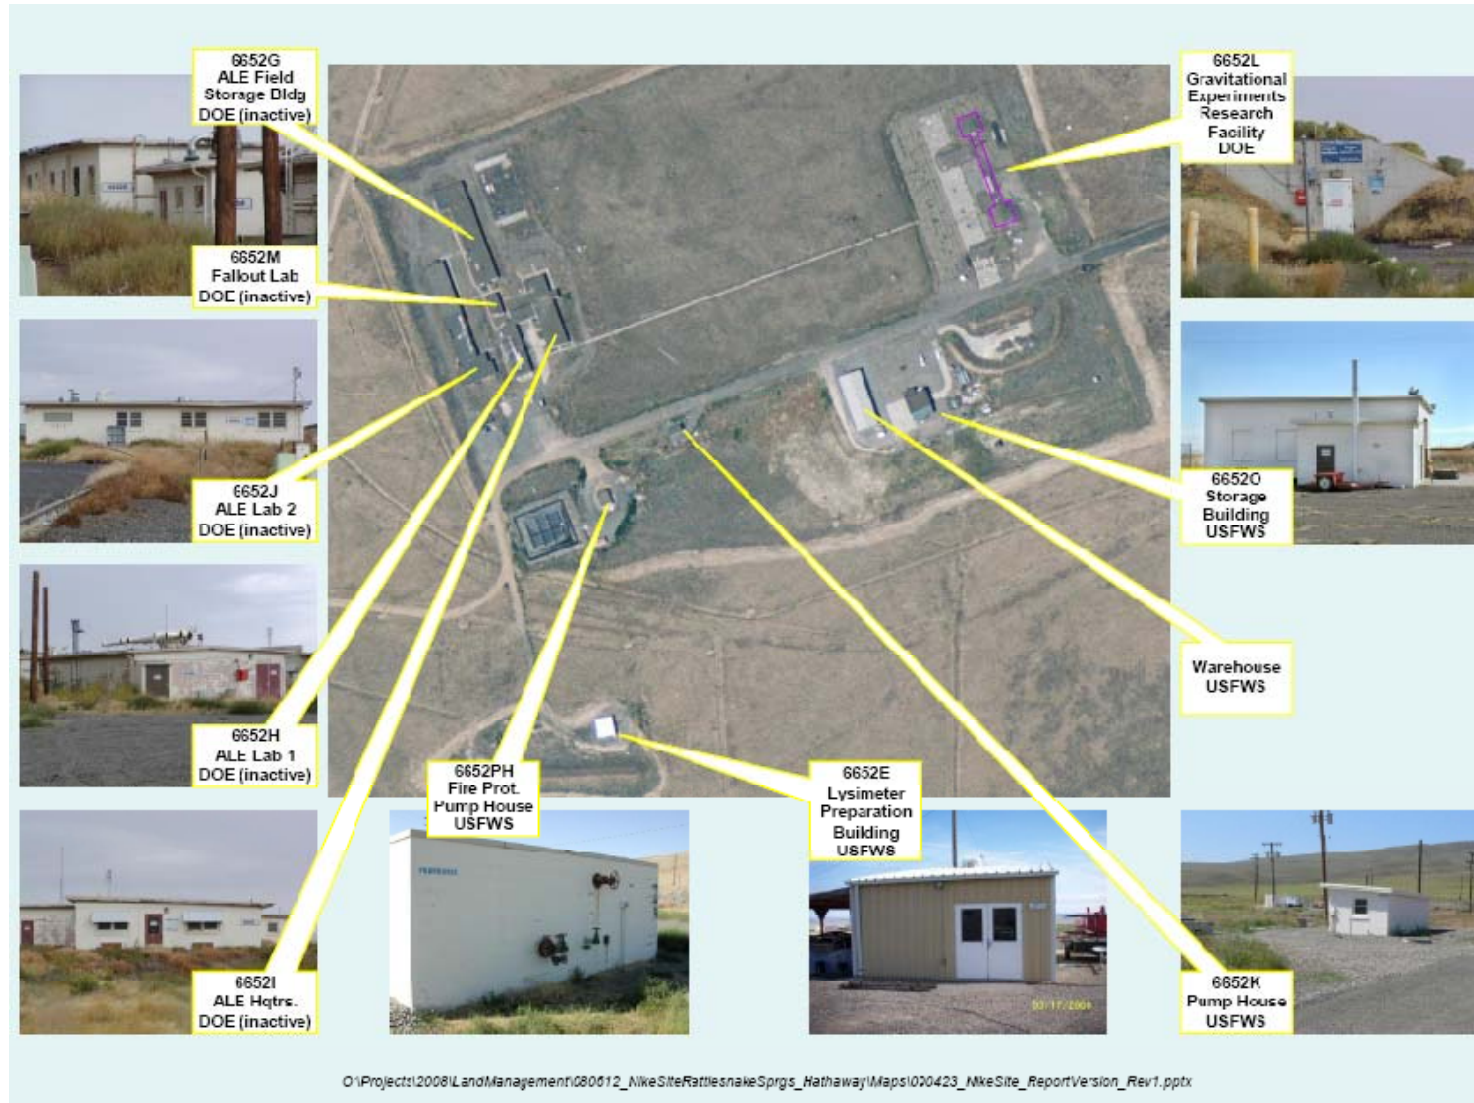 6652G
ALE Field
Storage Bldg
DOE (inactive)
6652M
Fallout Lab
DOE (inactive)
6652J
ALE Lab 2
DOE (inactive)
6652H
ALE Lab 1
DOE (inactive)
6652I
ALE Hqtrs.
DOE (inactive)
6652PH
Fire Prot.
Pump House
USFWS
6652E
Lysimeter
Preparation
Building
USFWS
6652L
Gravitational
Experiments
Research
Facility
DOE
6652O
Storage
Building
USFWS
Warehouse
USFWS
6652K
Pump House
USFWS
O:\Projects\2008\LandManagement\080612_NikeSiteRattlesnakeSprgs_Hathaway\Maps\090423_NikeSite_ReportVersion_Rev1.pptx